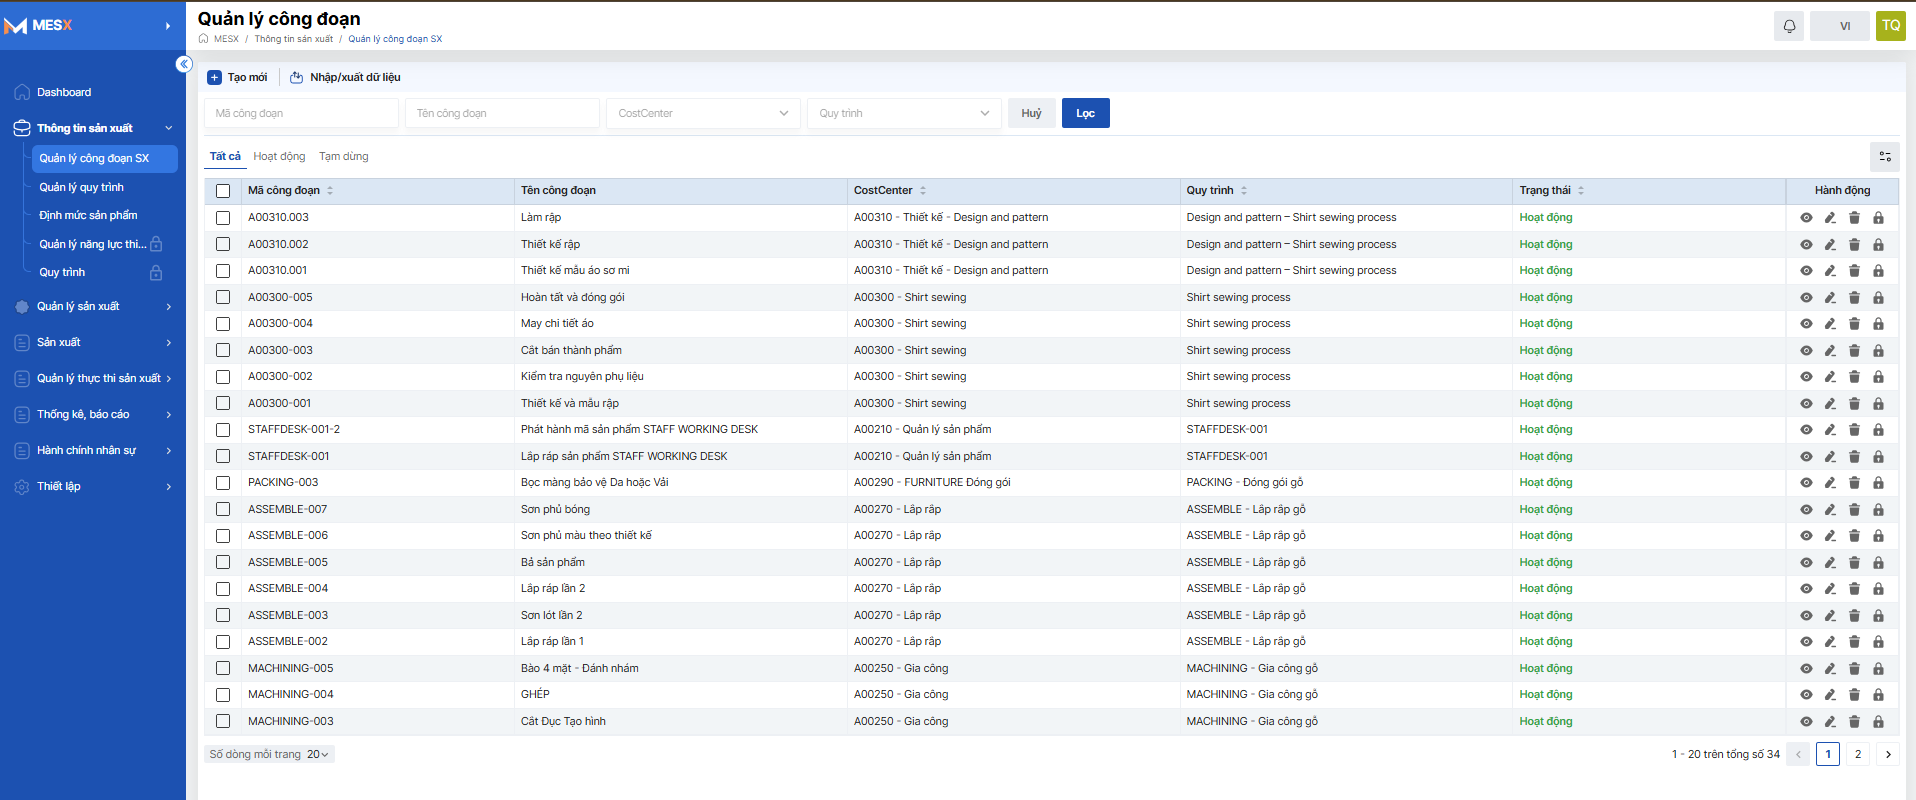 MESX
Quản lý công đoạn
MESX / Thông tin sản xuất / Quản lý công đoạn SX
VI
TQ
Dashboard
Thông tin sản xuất
Quản lý công đoạn SX
Quản lý quy trình
Định mức sản phẩm
Quản lý năng lực thi...
Quy trình
Quản lý sản xuất
Sản xuất
Quản lý thực thi sản xuất
Thống kê, báo cáo
Hành chính nhân sự
Thiết lập
Tạo mới Nhập/xuất dữ liệu
Mã công đoạn Tên công đoạn CostCenter Quy trình Huỷ Lọc
Tất cả Hoạt động Tạm dừng
Mã công đoạn Tên công đoạn CostCenter Quy trình Trạng thái Hành động
A00310.003 Làm rập A00310 - Thiết kế - Design and pattern Design and pattern – Shirt sewing process Hoạt động
A00310.002 Thiết kế rập A00310 - Thiết kế - Design and pattern Design and pattern – Shirt sewing process Hoạt động
A00310.001 Thiết kế mẫu áo sơ mi A00310 - Thiết kế - Design and pattern Design and pattern – Shirt sewing process Hoạt động
A00300-005 Hoàn tất và đóng gói A00300 - Shirt sewing Shirt sewing process Hoạt động
A00300-004 May chi tiết áo A00300 - Shirt sewing Shirt sewing process Hoạt động
A00300-003 Cắt bán thành phẩm A00300 - Shirt sewing Shirt sewing process Hoạt động
A00300-002 Kiểm tra nguyên phụ liệu A00300 - Shirt sewing Shirt sewing process Hoạt động
A00300-001 Thiết kế và mẫu rập A00300 - Shirt sewing Shirt sewing process Hoạt động
STAFFDESK-001-2 Phát hành mã sản phẩm STAFF WORKING DESK A00210 - Quản lý sản phẩm STAFFDESK-001 Hoạt động
STAFFDESK-001 Lắp ráp sản phẩm STAFF WORKING DESK A00210 - Quản lý sản phẩm STAFFDESK-001 Hoạt động
PACKING-003 Bọc màng bảo vệ Da hoặc Vải A00290 - FURNITURE Đóng gói PACKING - Đóng gói gỗ Hoạt động
ASSEMBLE-007 Sơn phủ bóng A00270 - Lắp rắp ASSEMBLE - Lắp rắp gỗ Hoạt động
ASSEMBLE-006 Sơn phủ màu theo thiết kế A00270 - Lắp rắp ASSEMBLE - Lắp rắp gỗ Hoạt động
ASSEMBLE-005 Bả sản phẩm A00270 - Lắp rắp ASSEMBLE - Lắp rắp gỗ Hoạt động
ASSEMBLE-004 Lắp ráp lần 2 A00270 - Lắp rắp ASSEMBLE - Lắp rắp gỗ Hoạt động
ASSEMBLE-003 Sơn lót lần 2 A00270 - Lắp rắp ASSEMBLE - Lắp rắp gỗ Hoạt động
ASSEMBLE-002 Lắp ráp lần 1 A00270 - Lắp rắp ASSEMBLE - Lắp rắp gỗ Hoạt động
MACHINING-005 Bào 4 mặt - Đánh nhám A00250 - Gia công MACHINING - Gia công gỗ Hoạt động
MACHINING-004 GHÉP A00250 - Gia công MACHINING - Gia công gỗ Hoạt động
MACHINING-003 Cắt Đục Tạo hình A00250 - Gia công MACHINING - Gia công gỗ Hoạt động
Số dòng mỗi trang 20 1 - 20 trên tổng số 34 1 2